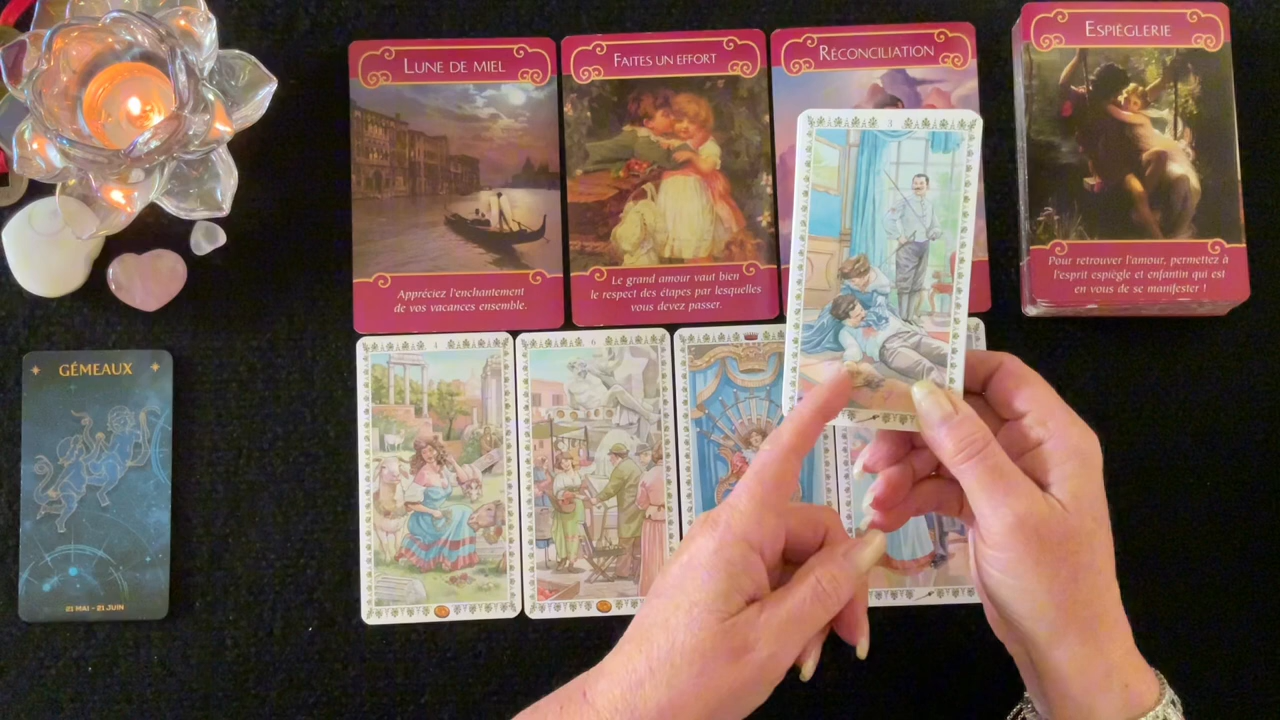 LUNE DE MIEL
Appréciez l'enchantement
de vos vacances ensemble.
FAITES UN EFFORT
Le grand amour vaut bien
le respect des étapes par lesquelles
vous devez passer.
RÉCONCILIATION
ESPIÈGLERIE
Pour retrouver l'amour, permettez à
l'esprit espiègle et enfantin qui est
en vous de se manifester !
3
GÉMEAUX
21 MAI - 21 JUIN
6